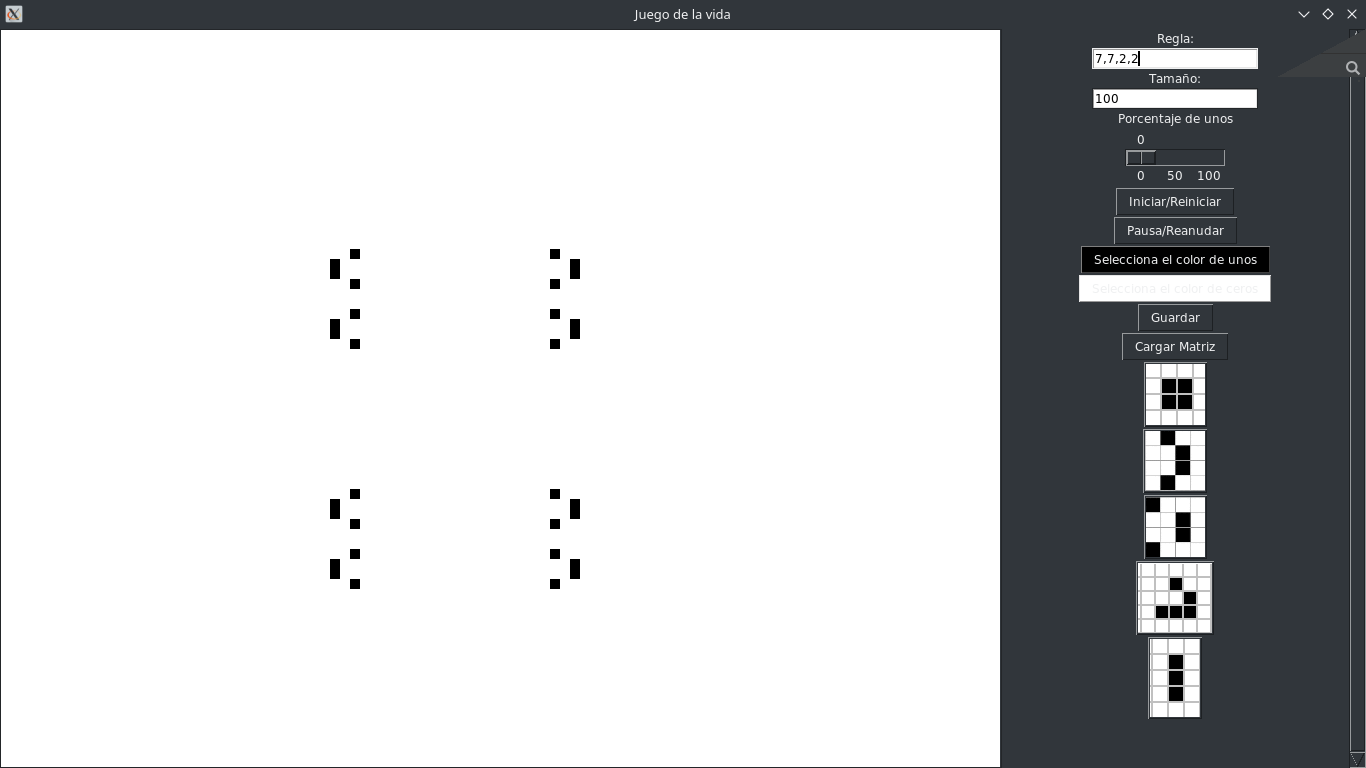 Juego de la vida
Regla:
7,7,2,2
Tamaño:
100
Porcentaje de unos
0
0 50 100
Iniciar/Reiniciar
Pausa/Reanudar
Selecciona el color de unos
Selecciona el color de ceros
Guardar
Cargar Matriz